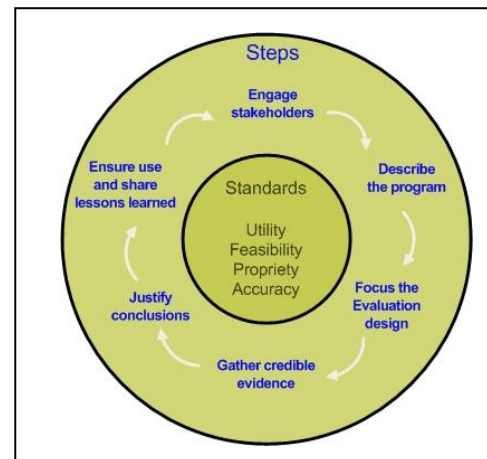 Steps
Engage
stakeholders
Describe
the program
Focus the
Evaluation
design
Gather credible
evidence
Justify
conclusions
Ensure use
and share
lessons learned
Standards
Utility
Feasibility
Propriety
Accuracy